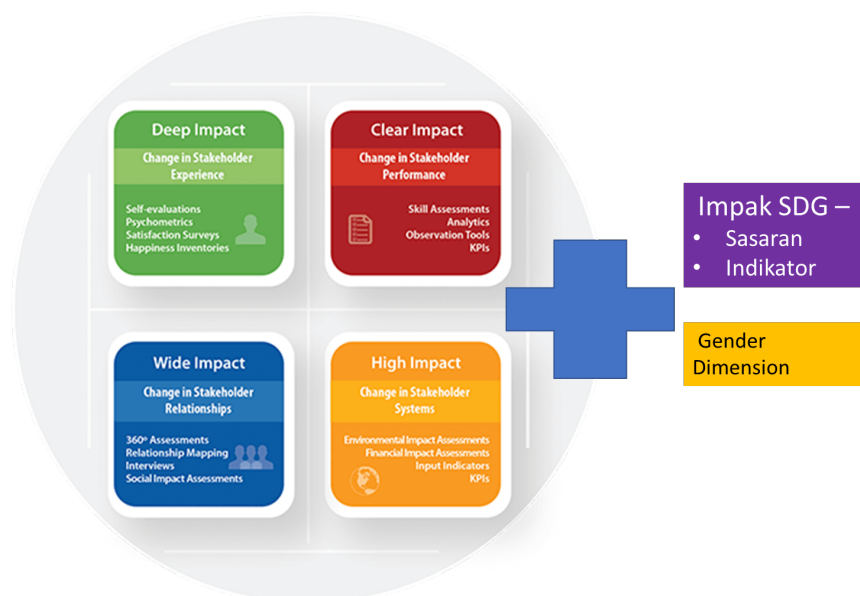 Deep Impact
Change in Stakeholder
Experience
Self-evaluations
Psychometrics
Satisfaction Surveys
Happiness Inventories
Clear Impact
Change in Stakeholder
Performance
Skill Assessments
Analytics
Observation Tools
KPIs
Wide Impact
Change in Stakeholder
Relationships
360º Assessments
Relationship Mapping
Interviews
Social Impact Assessments
High Impact
Change in Stakeholder
Systems
Environmental Impact Assessments
Financial Impact Assessments
Input Indicators
KPIs
Impak SDG –
• Sasaran
• Indikator
Gender
Dimension